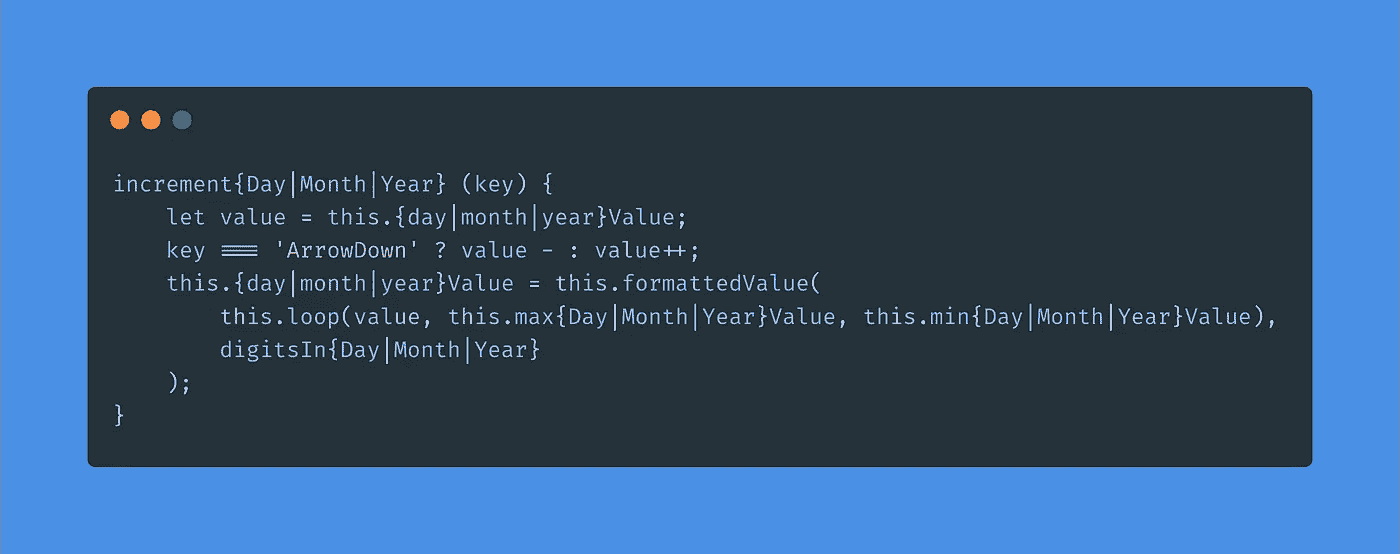 increment{Day|Month|Year} (key) {
    let value = this.{day|month|year}Value;
    key === 'ArrowDown' ? value - : value++;
    this.{day|month|year}Value = this.formattedValue(
        this.loop(value, this.max{Day|Month|Year}Value, this.min{Day|Month|Year}Value),
        digitsIn{Day|Month|Year}
    );
}